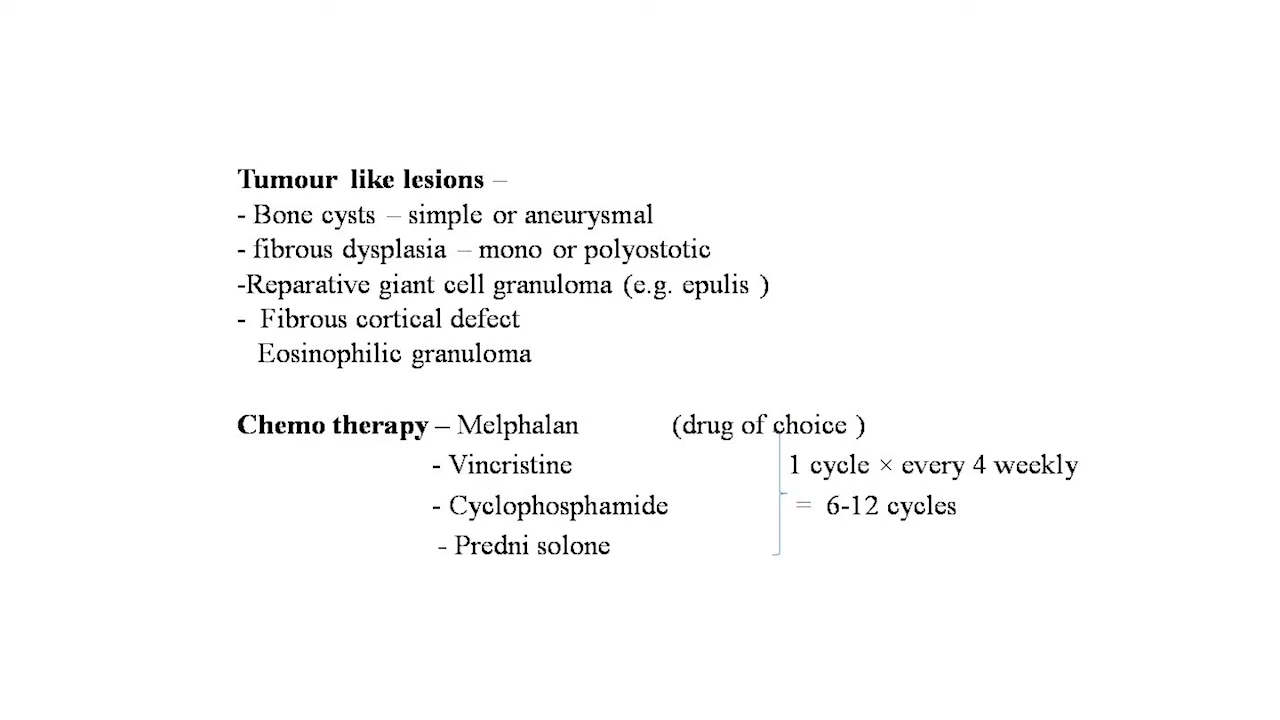 Tumour like lesions –
- Bone cysts – simple or aneurysmal
- fibrous dysplasia – mono or polyostotic
-Reparative giant cell granuloma (e.g. epulis )
- Fibrous cortical defect
Eosinophilic granuloma
Chemo therapy – Melphalan (drug of choice )
- Vincristine 1 cycle × every 4 weekly
- Cyclophosphamide = 6-12 cycles
- Predni solone